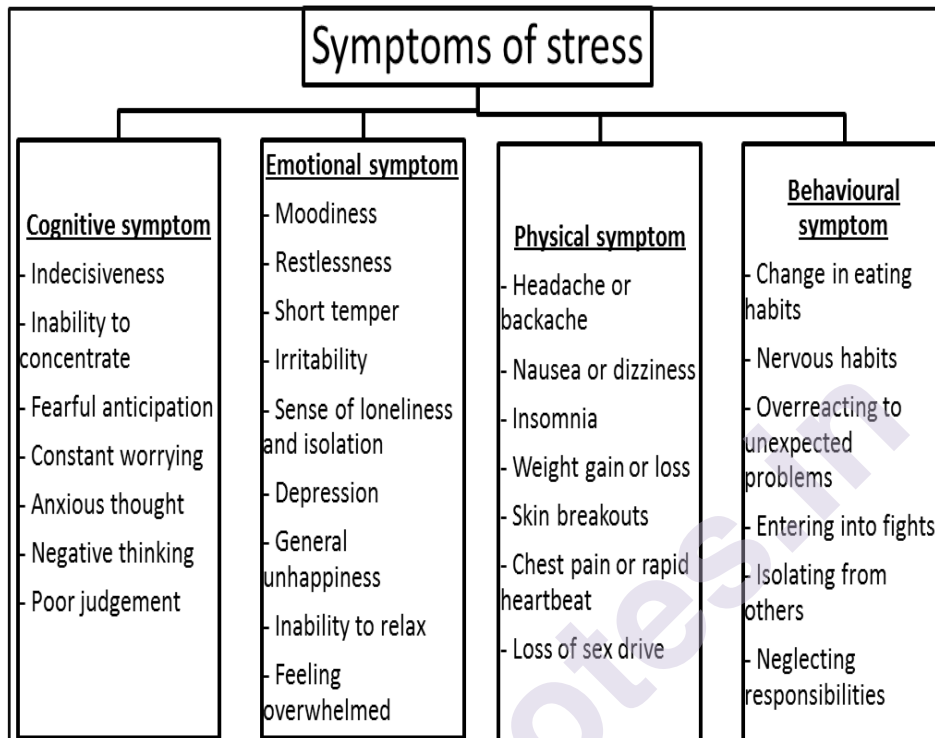 Symptoms of stress
Cognitive symptom
- Indecisiveness
- Inability to
concentrate
- Fearful anticipation
- Constant worrying
- Anxious thought
- Negative thinking
- Poor judgement
Emotional symptom
- Moodiness
- Restlessness
- Short temper
- Irritability
- Sense of loneliness
and isolation
- Depression
- General
unhappiness
- Inability to relax
- Feeling
overwhelmed
Physical symptom
- Headache or
backache
- Nausea or dizziness
- Insomnia
- Weight gain or loss
- Skin breakouts
- Chest pain or rapid
heartbeat
- Loss of sex drive
Behavioural
symptom
- Change in eating
habits
- Nervous habits
- Overreacting to
unexpected
problems
- Entering into fights
- Isolating from
others
- Neglecting
responsibilities
otes.in